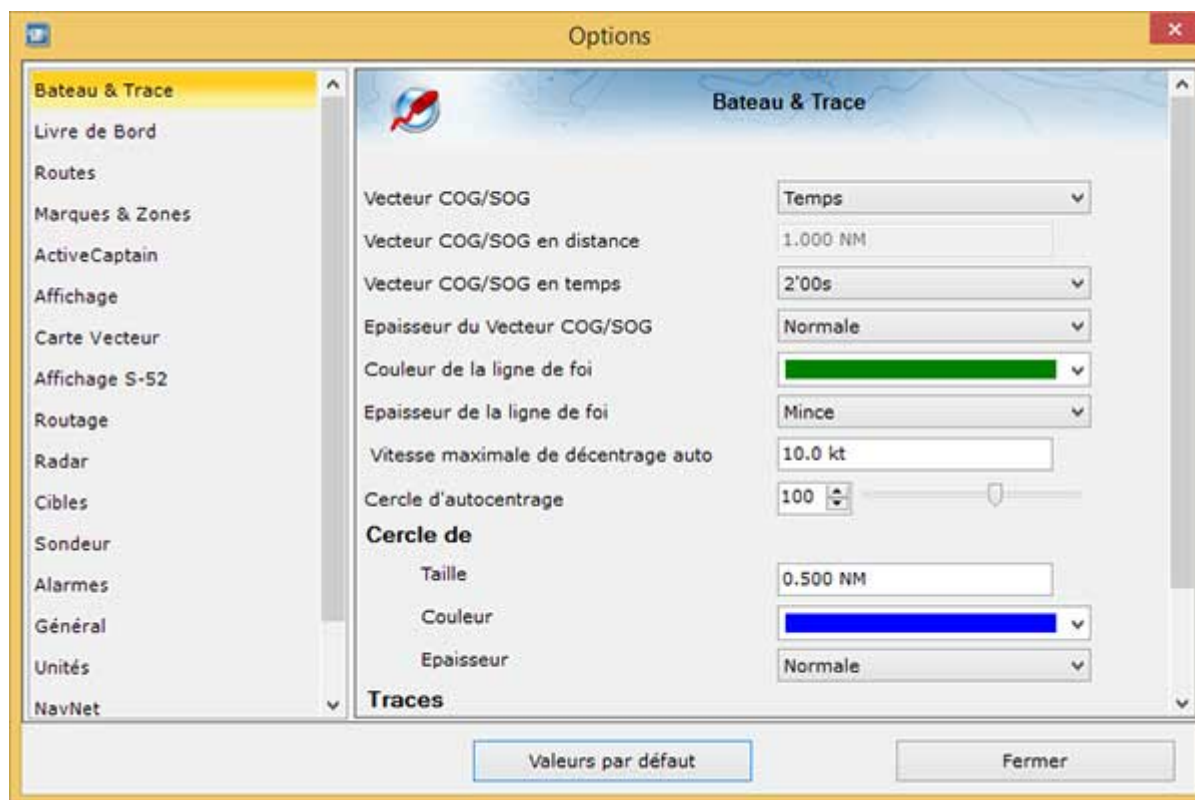 Options
Bateau & Trace
Livre de Bord
Routes
Marques & Zones
ActiveCaptain
Affichage
Carte Vecteur
Affichage S-52
Routage
Radar
Cibles
Sondeur
Alarmes
Général
Unités
NavNet
Bateau & Trace
Vecteur COG/SOG Temps
Vecteur COG/SOG en distance 1.000 NM
Vecteur COG/SOG en temps 2'00s
Epaisseur du Vecteur COG/SOG Normale
Couleur de la ligne de foi
Epaisseur de la ligne de foi Mince
Vitesse maximale de décentrage auto 10.0 kt
Cercle d'autocentrage 100
Cercle de
Taille 0.500 NM
Couleur
Epaisseur Normale
Traces
Valeurs par défaut Fermer